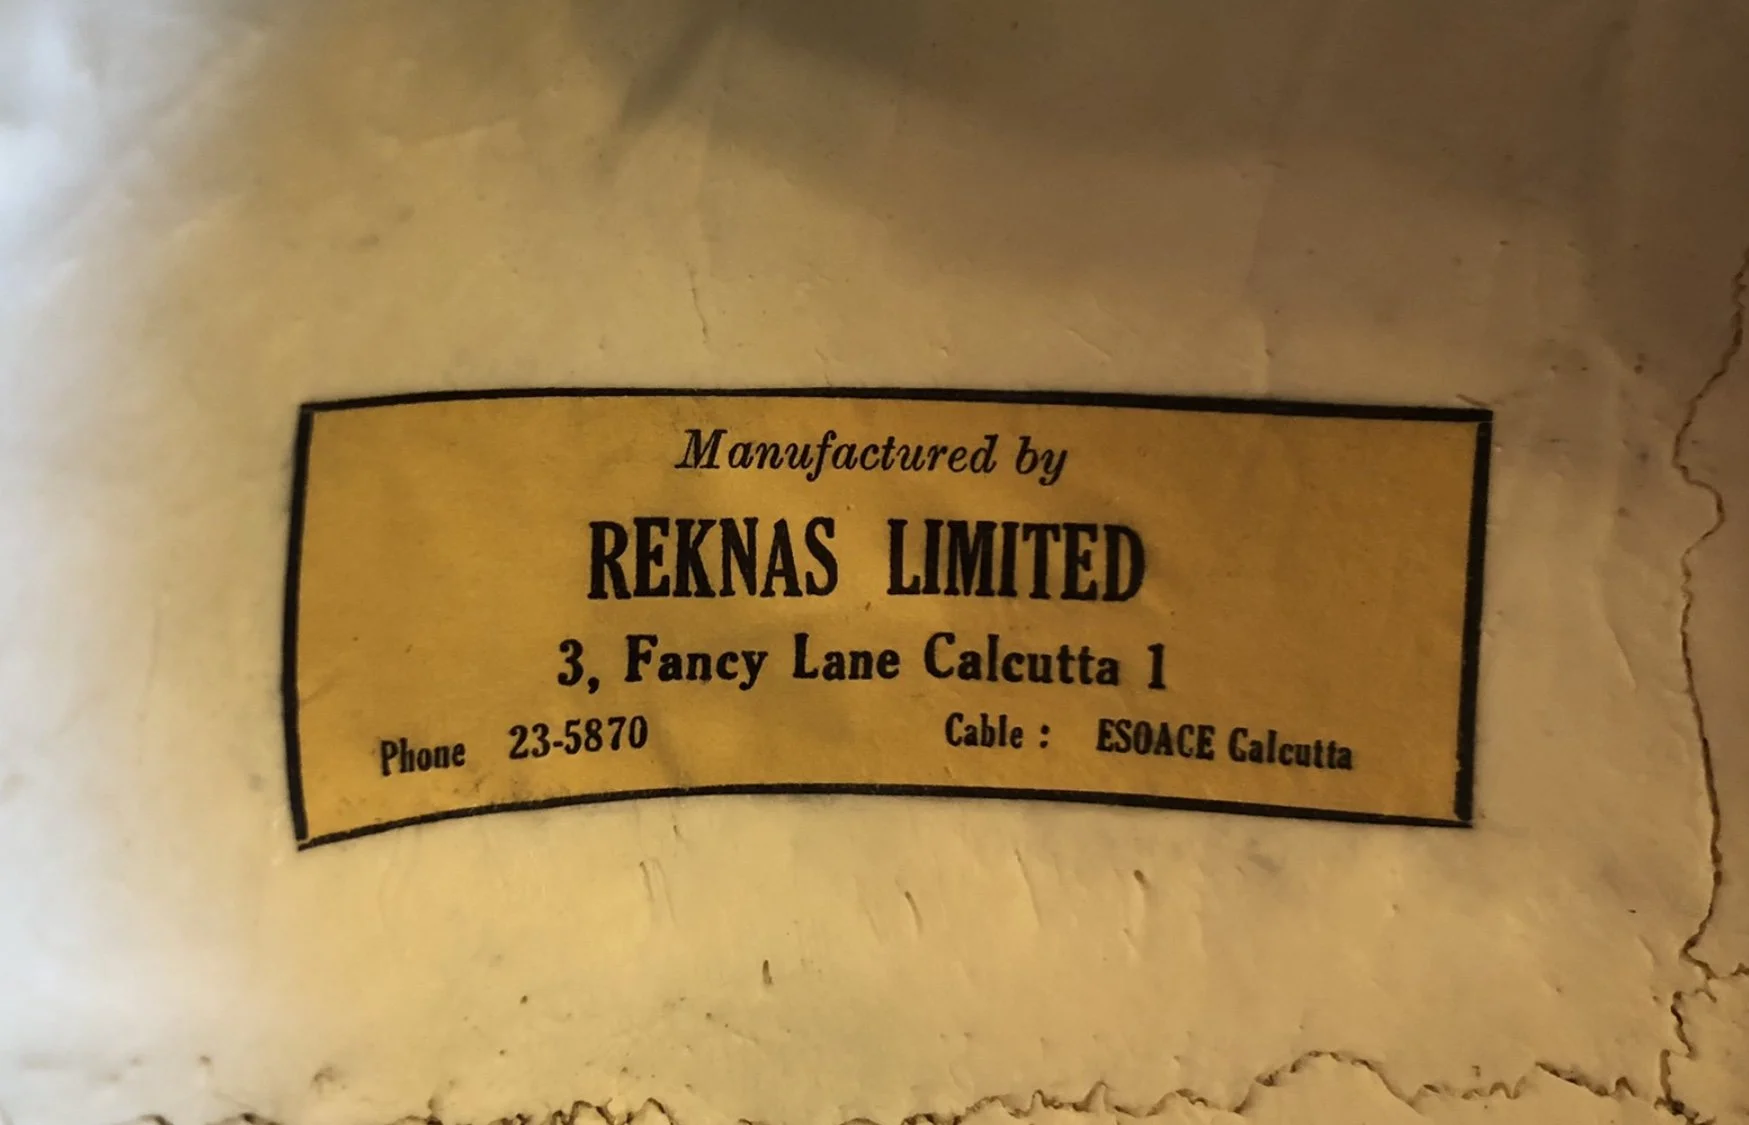 Manufactured by
REKNAS LIMITED
3, Fancy Lane Calcutta 1
Phone 23-5870 Cable : ESOACE Calcutta